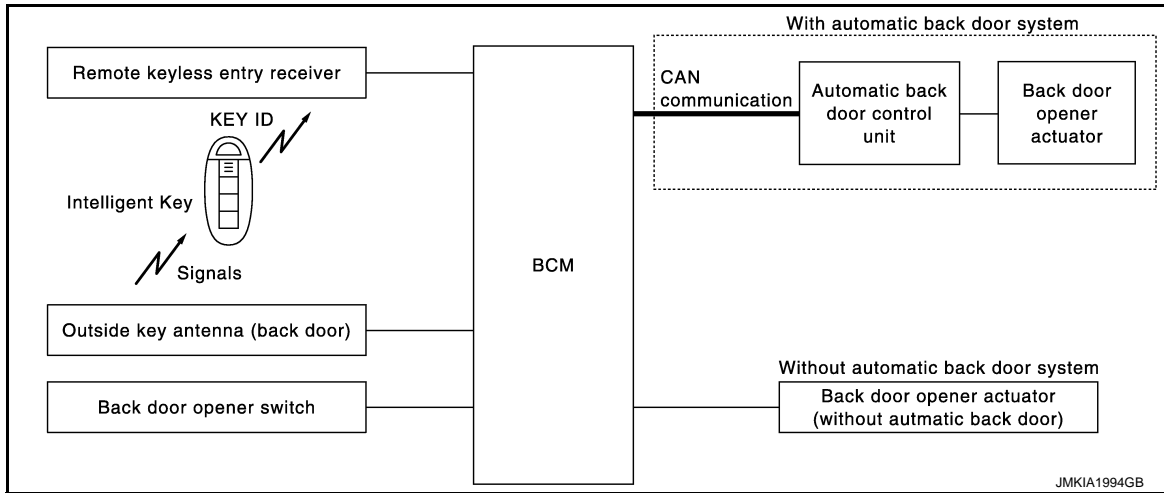 With automatic back door system
Remote keyless entry receiver
CAN
communication
Automatic back
door control
unit
Back door
opener
actuator
KEY ID
Intelligent Key
Signals
BCM
Outside key antenna (back door)
Back door opener switch
Without automatic back door system
Back door opener actuator
(without autmatic back door)
JMKIA1994GB